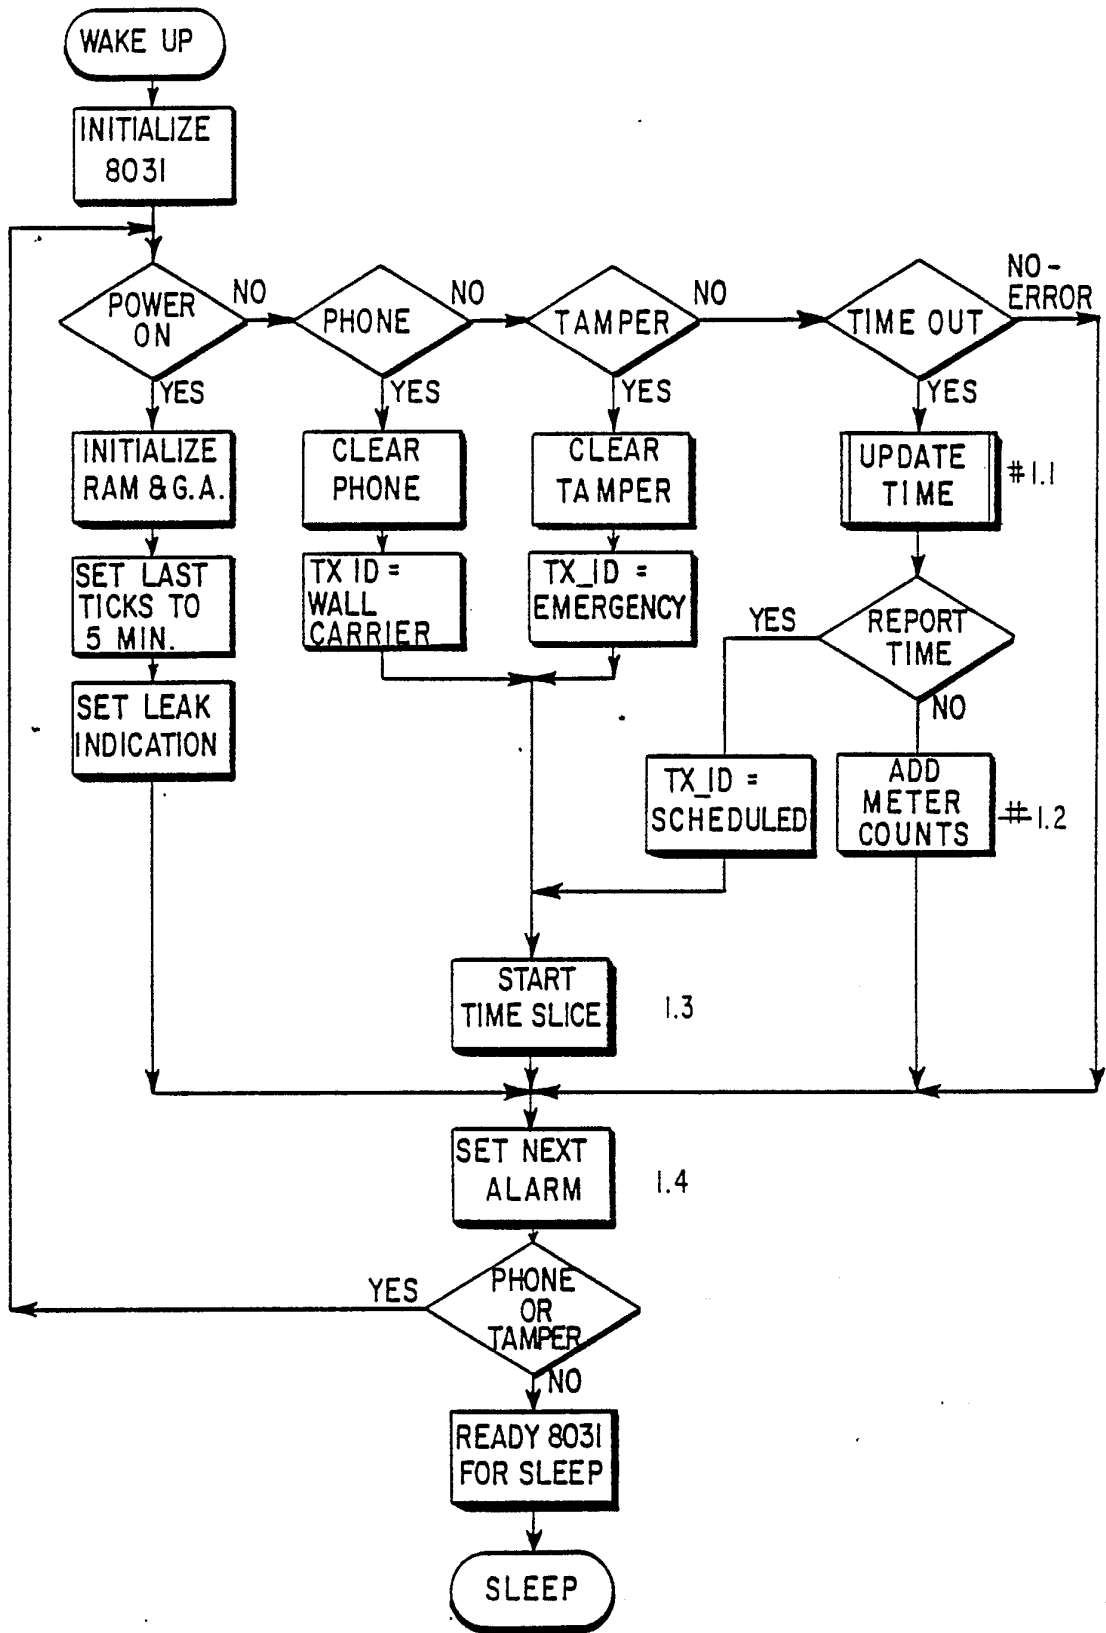 WAKE UP
INITIALIZE
8031
POWER
ON
NO
PHONE
NO
TAMPER
NO
TIME OUT
NO-
ERROR
YES
YES
YES
YES
INITIALIZE
RAM & G.A.
CLEAR
PHONE
CLEAR
TAMPER
UPDATE
TIME
#1.1
SET LAST
TICKS TO
5 MIN.
TX ID =
WALL
CARRIER
TX_ID =
EMERGENCY
YES
REPORT
TIME
NO
SET LEAK
INDICATION
TX_ID =
SCHEDULED
ADD
METER
COUNTS
#1.2
START
TIME SLICE
1.3
SET NEXT
ALARM
1.4
YES
PHONE
OR
TAMPER
NO
READY 8031
FOR SLEEP
SLEEP